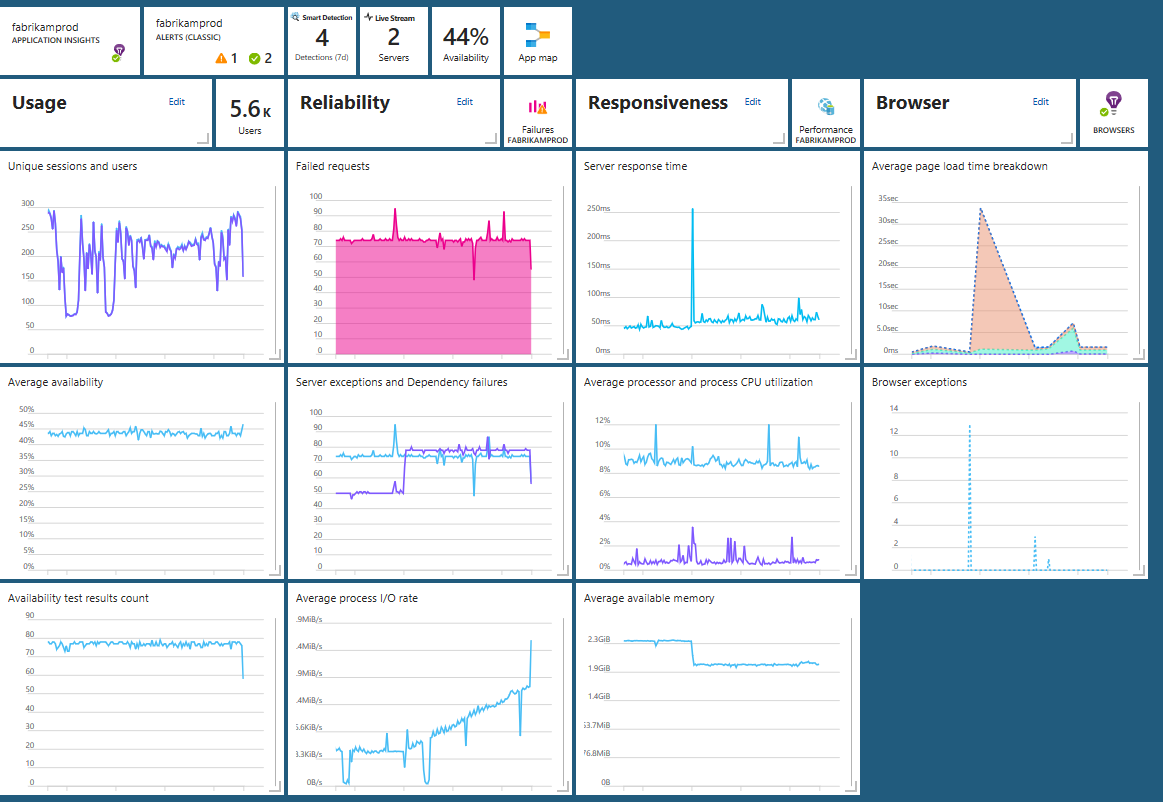 fabrikamprod
APPLICATION INSIGHTS
fabrikamprod
ALERTS (CLASSIC)
1 2
Smart Detection
4
Detections (7d)
Live Stream
2
Servers
44%
Availability
App map
Usage
Edit
5.6K
Users
Reliability
Edit
Failures
FABRIKAMPROD
Responsiveness
Edit
Performance
FABRIKAMPROD
Browser
Edit
BROWSERS
Unique sessions and users
300
250
200
150
100
50
0
Failed requests
100
90
80
70
60
50
40
30
20
10
0
Server response time
250ms
200ms
150ms
100ms
50ms
0ms
Average page load time breakdown
35sec
30sec
25sec
20sec
15sec
10sec
5.0sec
0ms
Average availability
50%
45%
40%
35%
30%
25%
20%
15%
10%
5%
0%
Server exceptions and Dependency failures
100
90
80
70
60
50
40
30
20
10
0
Average processor and process CPU utilization
12%
10%
8%
6%
4%
2%
0%
Browser exceptions
14
12
10
8
6
4
2
0
Availability test results count
90
80
70
60
50
40
30
20
10
0
Average process I/O rate
.9MiB/s
.4MiB/s
.9MiB/s
.4MiB/s
6.6KiB/s
3.3KiB/s
0B/s
Average available memory
2.3GiB
1.9GiB
1.4GiB
53.7MiB
76.8MiB
0B